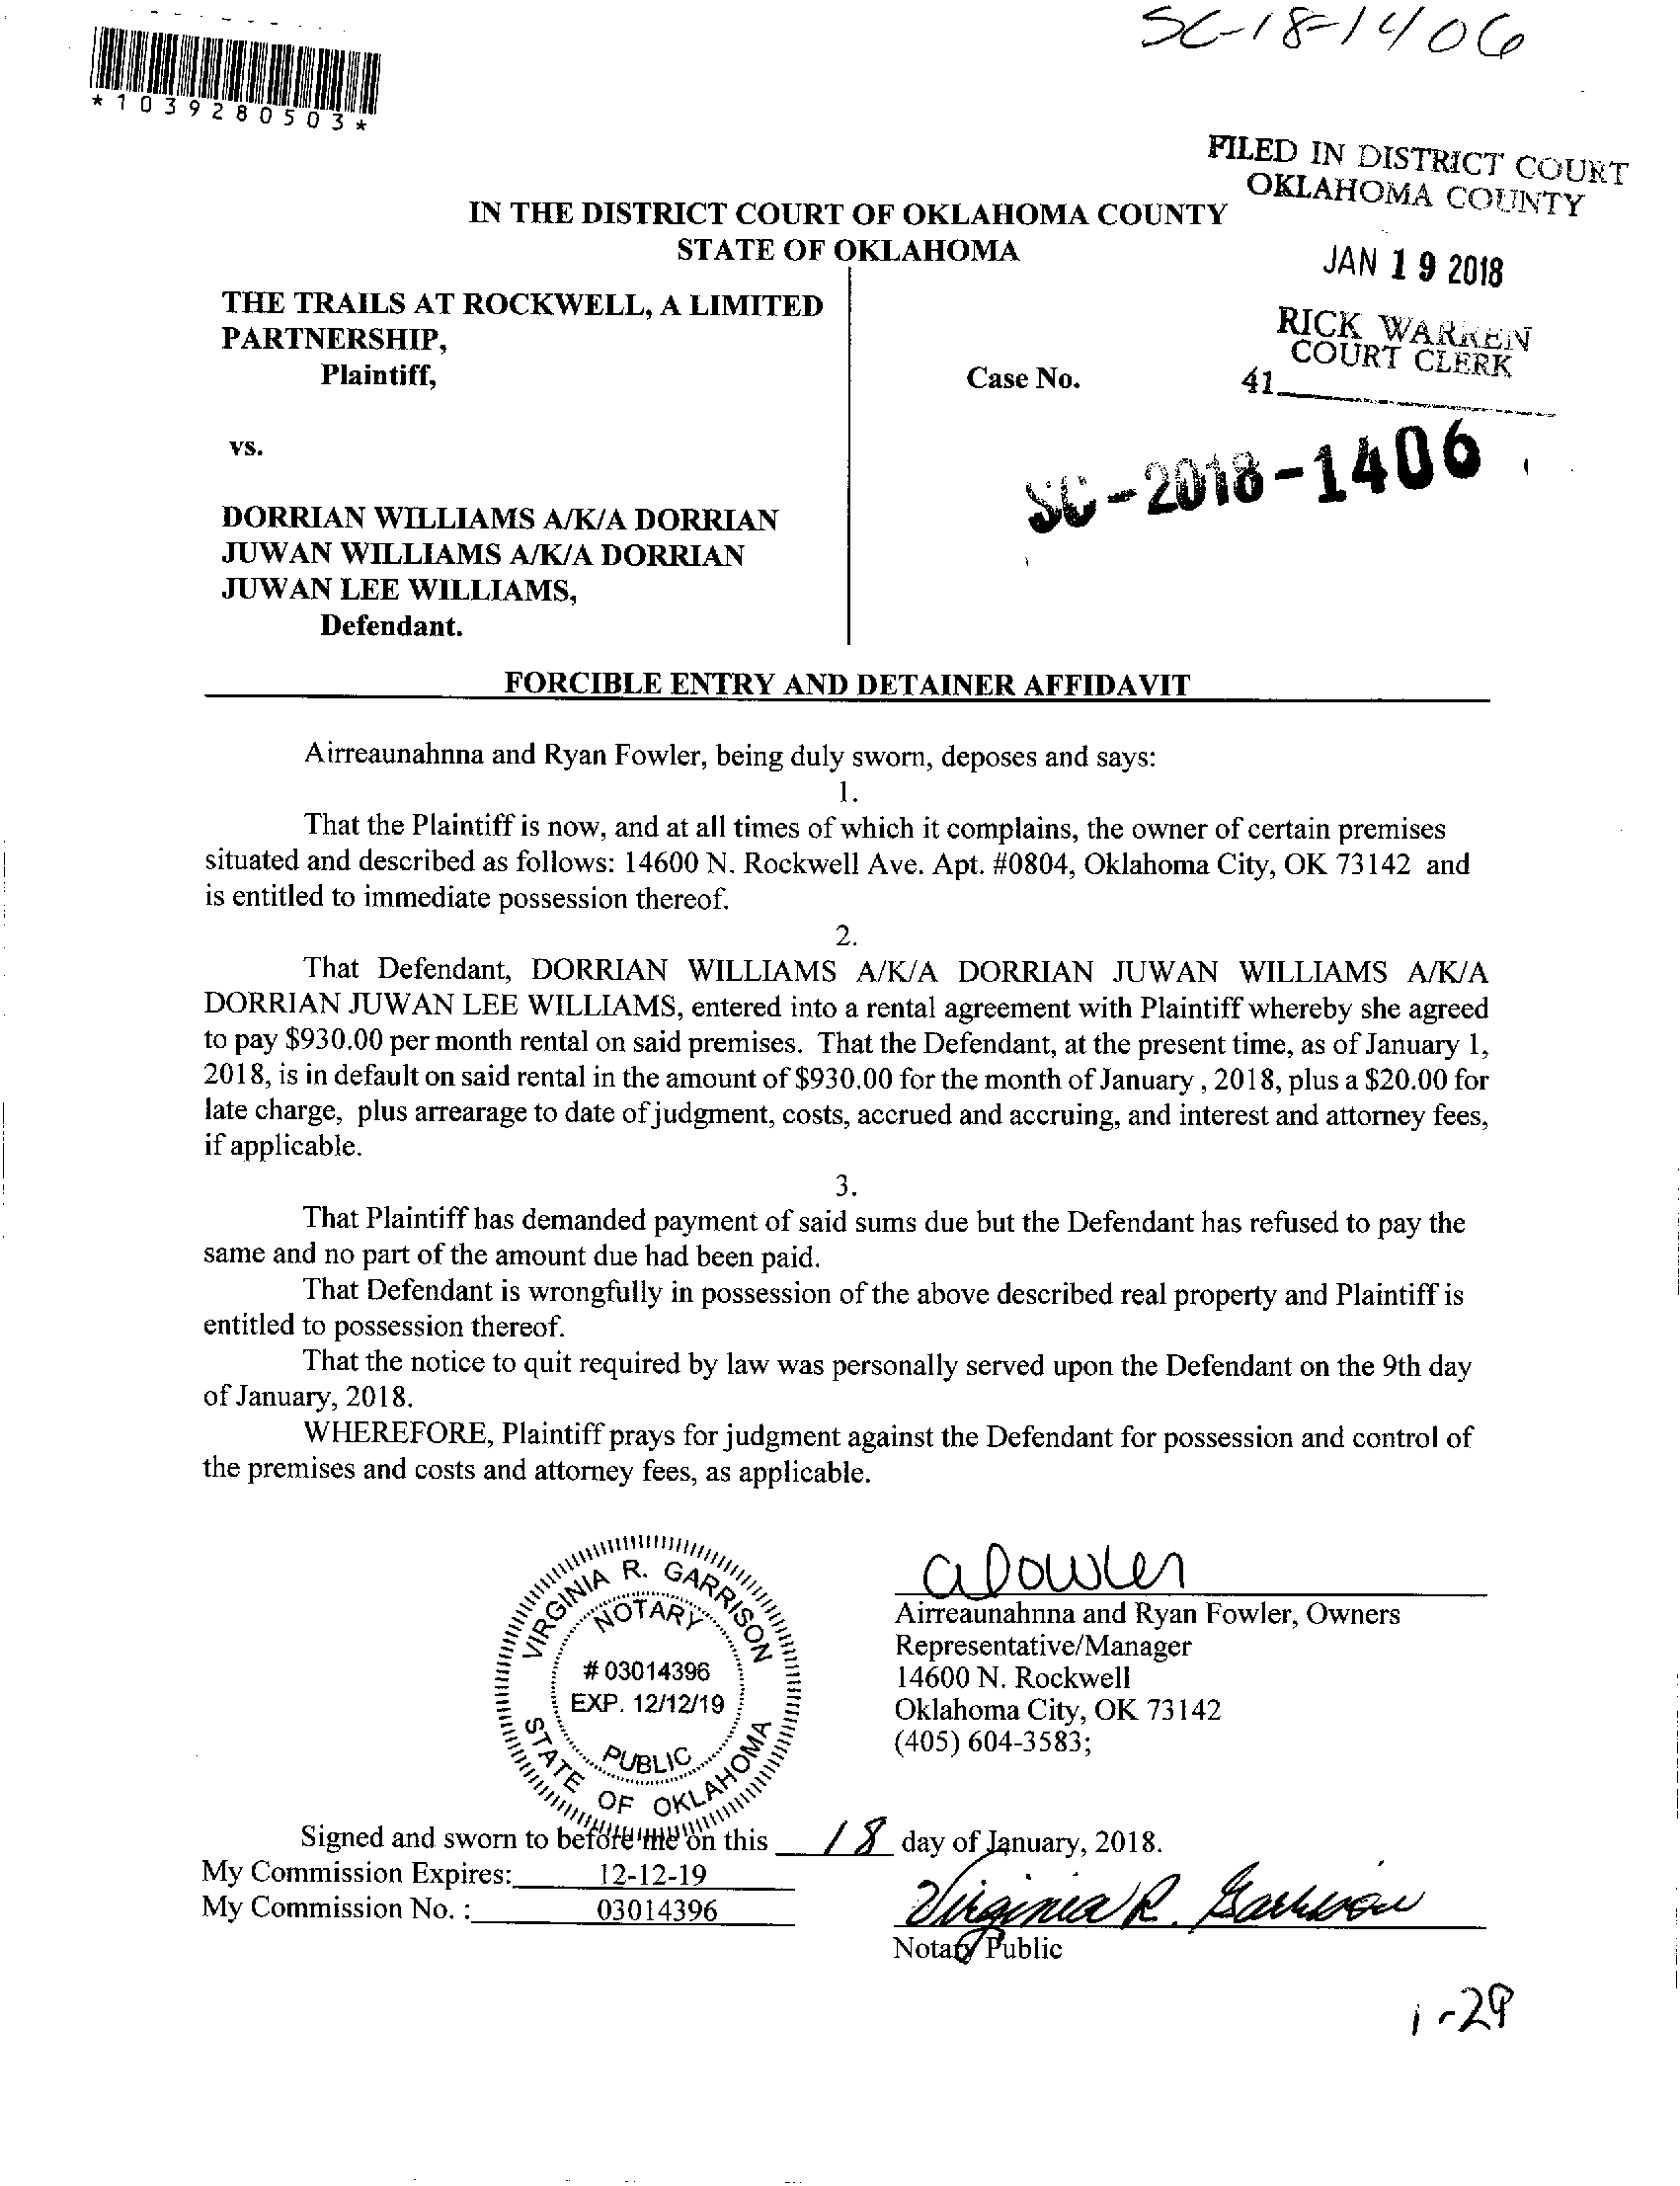 SC-18-1406
*1039280503*
FILED IN DISTRICT COURT
OKLAHOMA COUNTY
IN THE DISTRICT COURT OF OKLAHOMA COUNTY
STATE OF OKLAHOMA
JAN 19 2018
RICK WARREN
COURT CLERK
41
THE TRAILS AT ROCKWELL, A LIMITED
PARTNERSHIP,
Plaintiff,
Case No.
SC-2018-1406
vs.
DORRIAN WILLIAMS A/K/A DORRIAN
JUWAN WILLIAMS A/K/A DORRIAN
JUWAN LEE WILLIAMS,
Defendant.
FORCIBLE ENTRY AND DETAINER AFFIDAVIT
Airreaunahnna and Ryan Fowler, being duly sworn, deposes and says:
1.
That the Plaintiff is now, and at all times of which it complains, the owner of certain premises
situated and described as follows: 14600 N. Rockwell Ave. Apt. #0804, Oklahoma City, OK 73142 and
is entitled to immediate possession thereof.
2.
That Defendant, DORRIAN WILLIAMS A/K/A DORRIAN JUWAN WILLIAMS A/K/A
DORRIAN JUWAN LEE WILLIAMS, entered into a rental agreement with Plaintiff whereby she agreed
to pay $930.00 per month rental on said premises. That the Defendant, at the present time, as of January 1,
2018, is in default on said rental in the amount of $930.00 for the month of January , 2018, plus a $20.00 for
late charge, plus arrearage to date of judgment, costs, accrued and accruing, and interest and attorney fees,
if applicable.
3.
That Plaintiff has demanded payment of said sums due but the Defendant has refused to pay the
same and no part of the amount due had been paid.
That Defendant is wrongfully in possession of the above described real property and Plaintiff is
entitled to possession thereof.
That the notice to quit required by law was personally served upon the Defendant on the 9th day
of January, 2018.
WHEREFORE, Plaintiff prays for judgment against the Defendant for possession and control of
the premises and costs and attorney fees, as applicable.
VIRGINIA R. GARRISON
NOTARY
# 03014396
EXP. 12/12/19
PUBLIC
STATE OF OKLAHOMA
Airreaunahnna and Ryan Fowler, Owners
Representative/Manager
14600 N. Rockwell
Oklahoma City, OK 73142
(405) 604-3583;
Signed and sworn to before me on this 18 day of January, 2018.
My Commission Expires: 12-12-19
My Commission No. : 03014396
Virginia R. Garrison
Notary Public
1-29